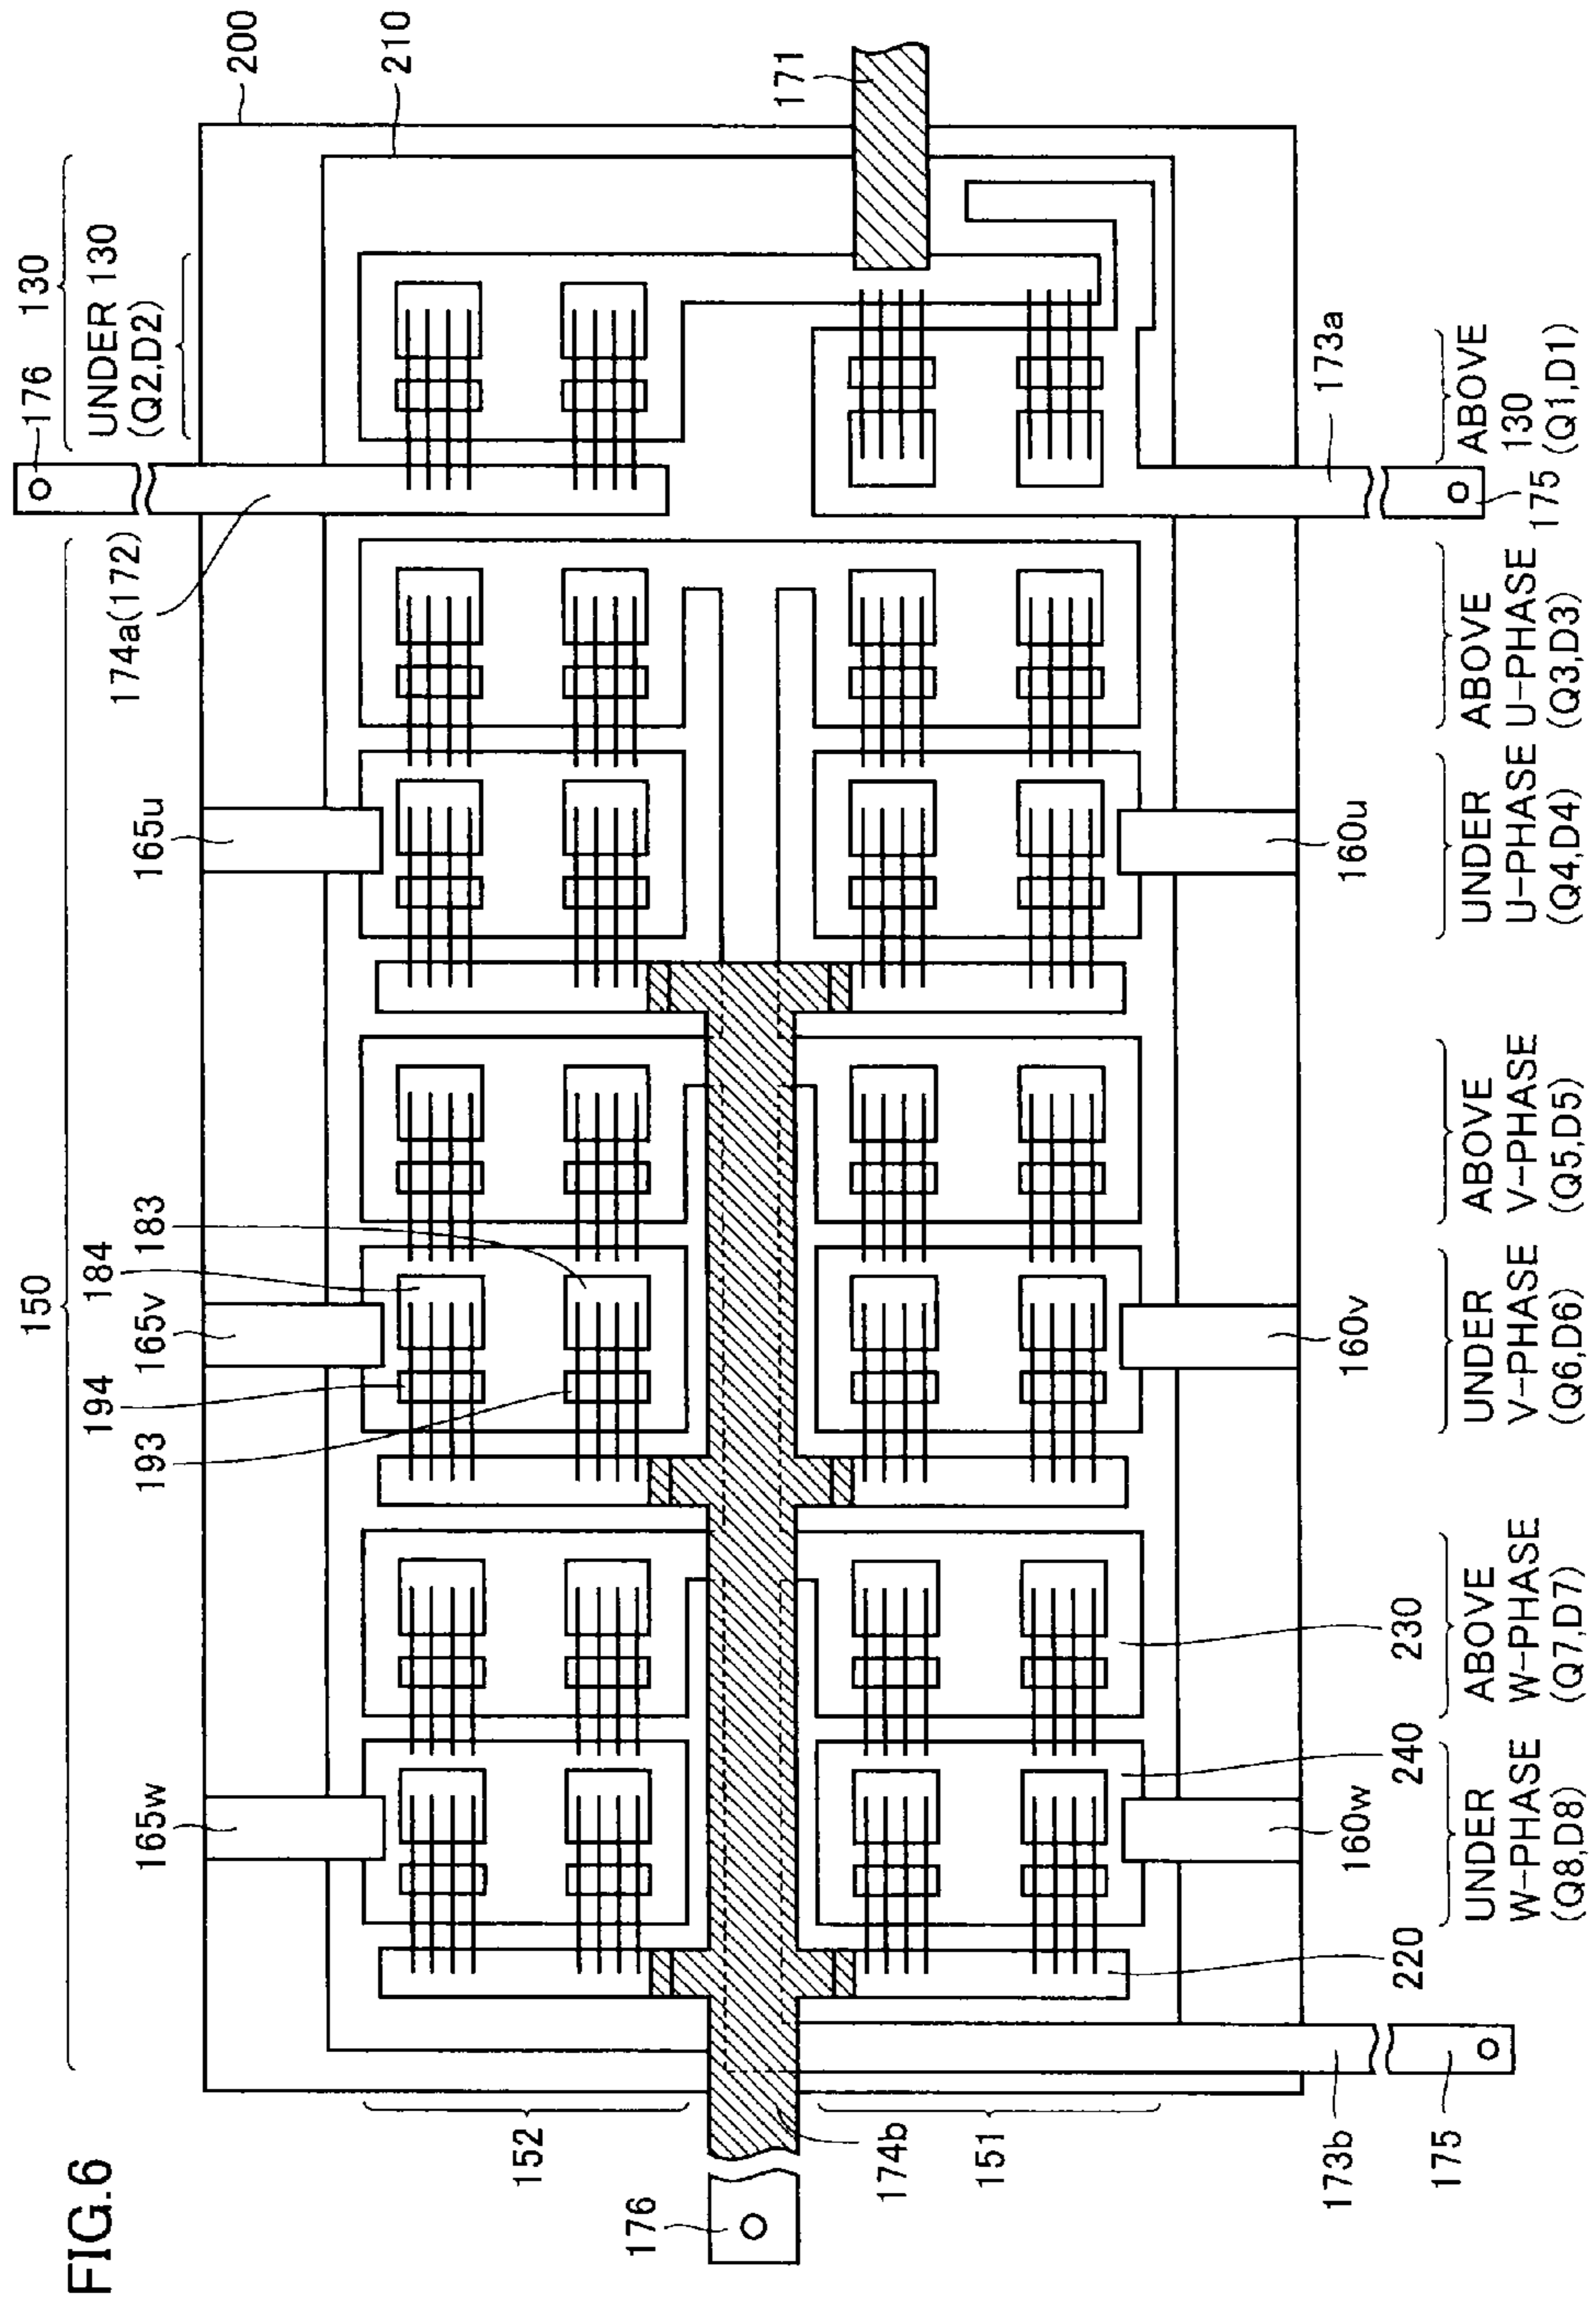 FIG.6
150
152
151
176
174b
173b
175
165w
194
165v
184
183
165u
174a(172)
176
130
UNDER 130
(Q2,D2)
200
210
171
220
240
230
160w
160v
160u
173a
175
UNDER
W-PHASE
(Q8,D8)
ABOVE
W-PHASE
(Q7,D7)
UNDER
V-PHASE
(Q6,D6)
ABOVE
V-PHASE
(Q5,D5)
UNDER
U-PHASE
(Q4,D4)
ABOVE
U-PHASE
(Q3,D3)
ABOVE
130
(Q1,D1)
193